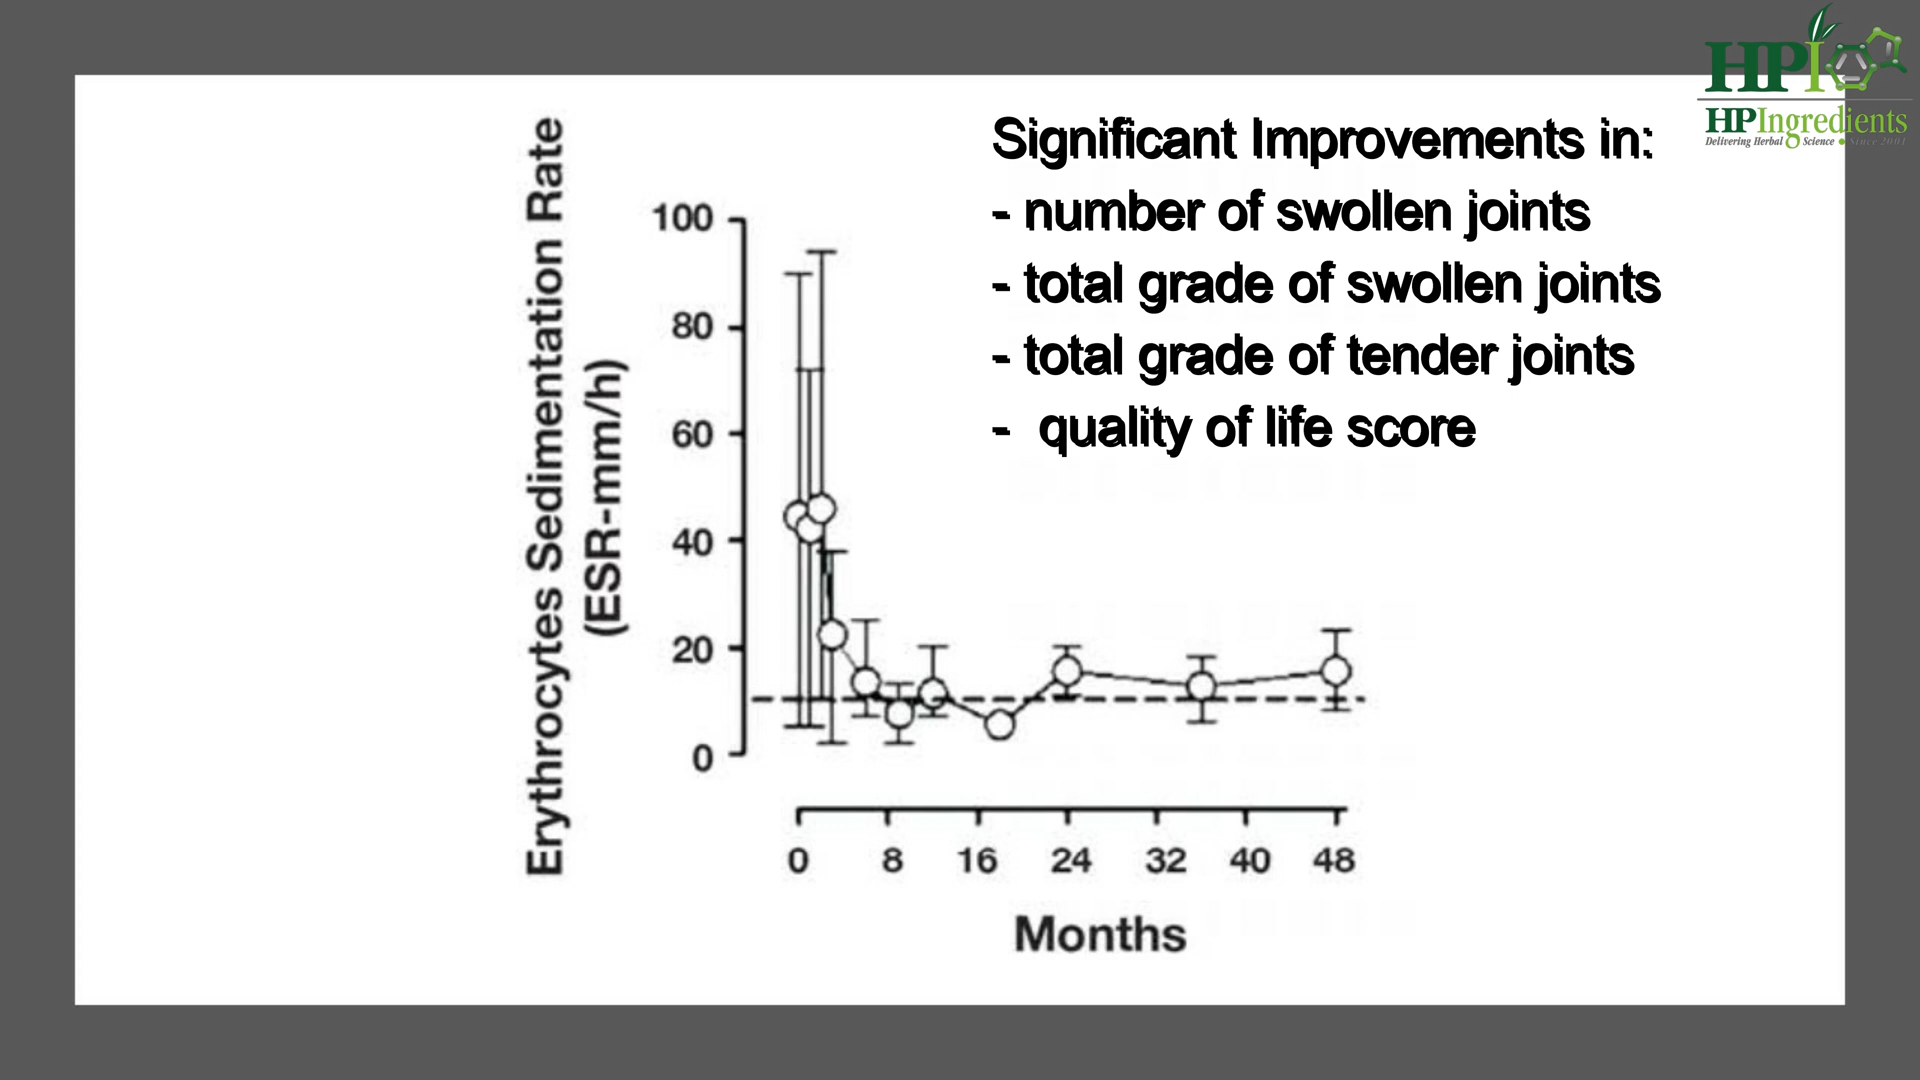 HPI
HPIngredients
Delivering Herbal & Science • Since 2001
Significant Improvements in:
- number of swollen joints
- total grade of swollen joints
- total grade of tender joints
- quality of life score
Erythrocytes Sedimentation Rate
(ESR-mm/h)
100
80
60
40
20
0
0 8 16 24 32 40 48
Months